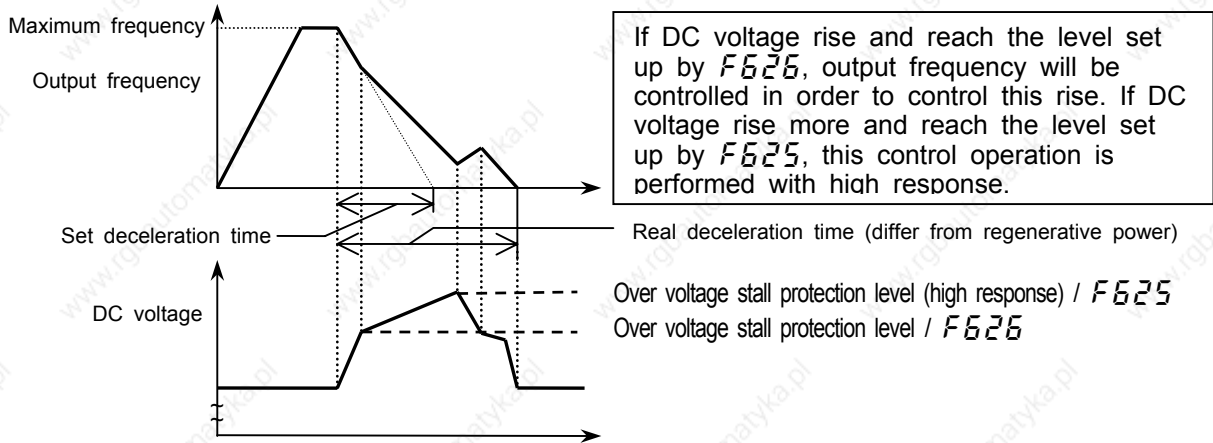 Maximum frequency
Output frequency
If DC voltage rise and reach the level set
up by F626, output frequency will be
controlled in order to control this rise. If DC
voltage rise more and reach the level set
up by F625, this control operation is
performed with high response.
Set deceleration time
Real deceleration time (differ from regenerative power)
DC voltage
Over voltage stall protection level (high response) / F625
Over voltage stall protection level / F626